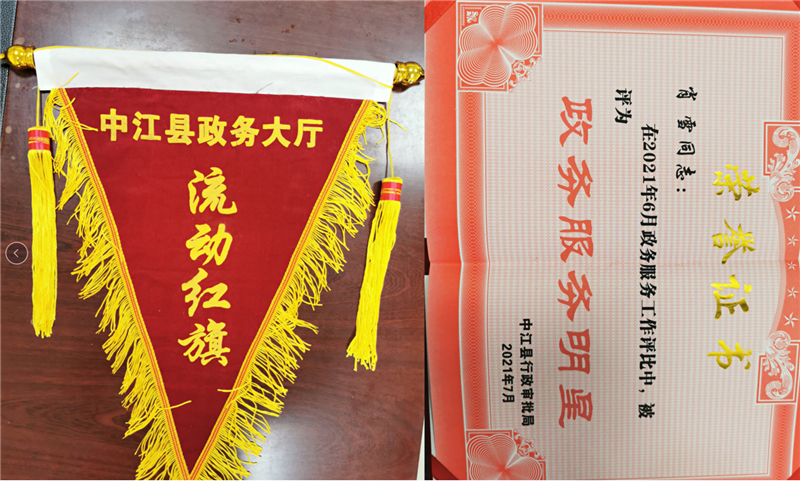 中江县政务大厅
流动红旗
荣誉证书
肖雪同志：
在2021年6月政务服务工作评比中，被
评为
政务服务明星
中江县行政审批局
2021年7月